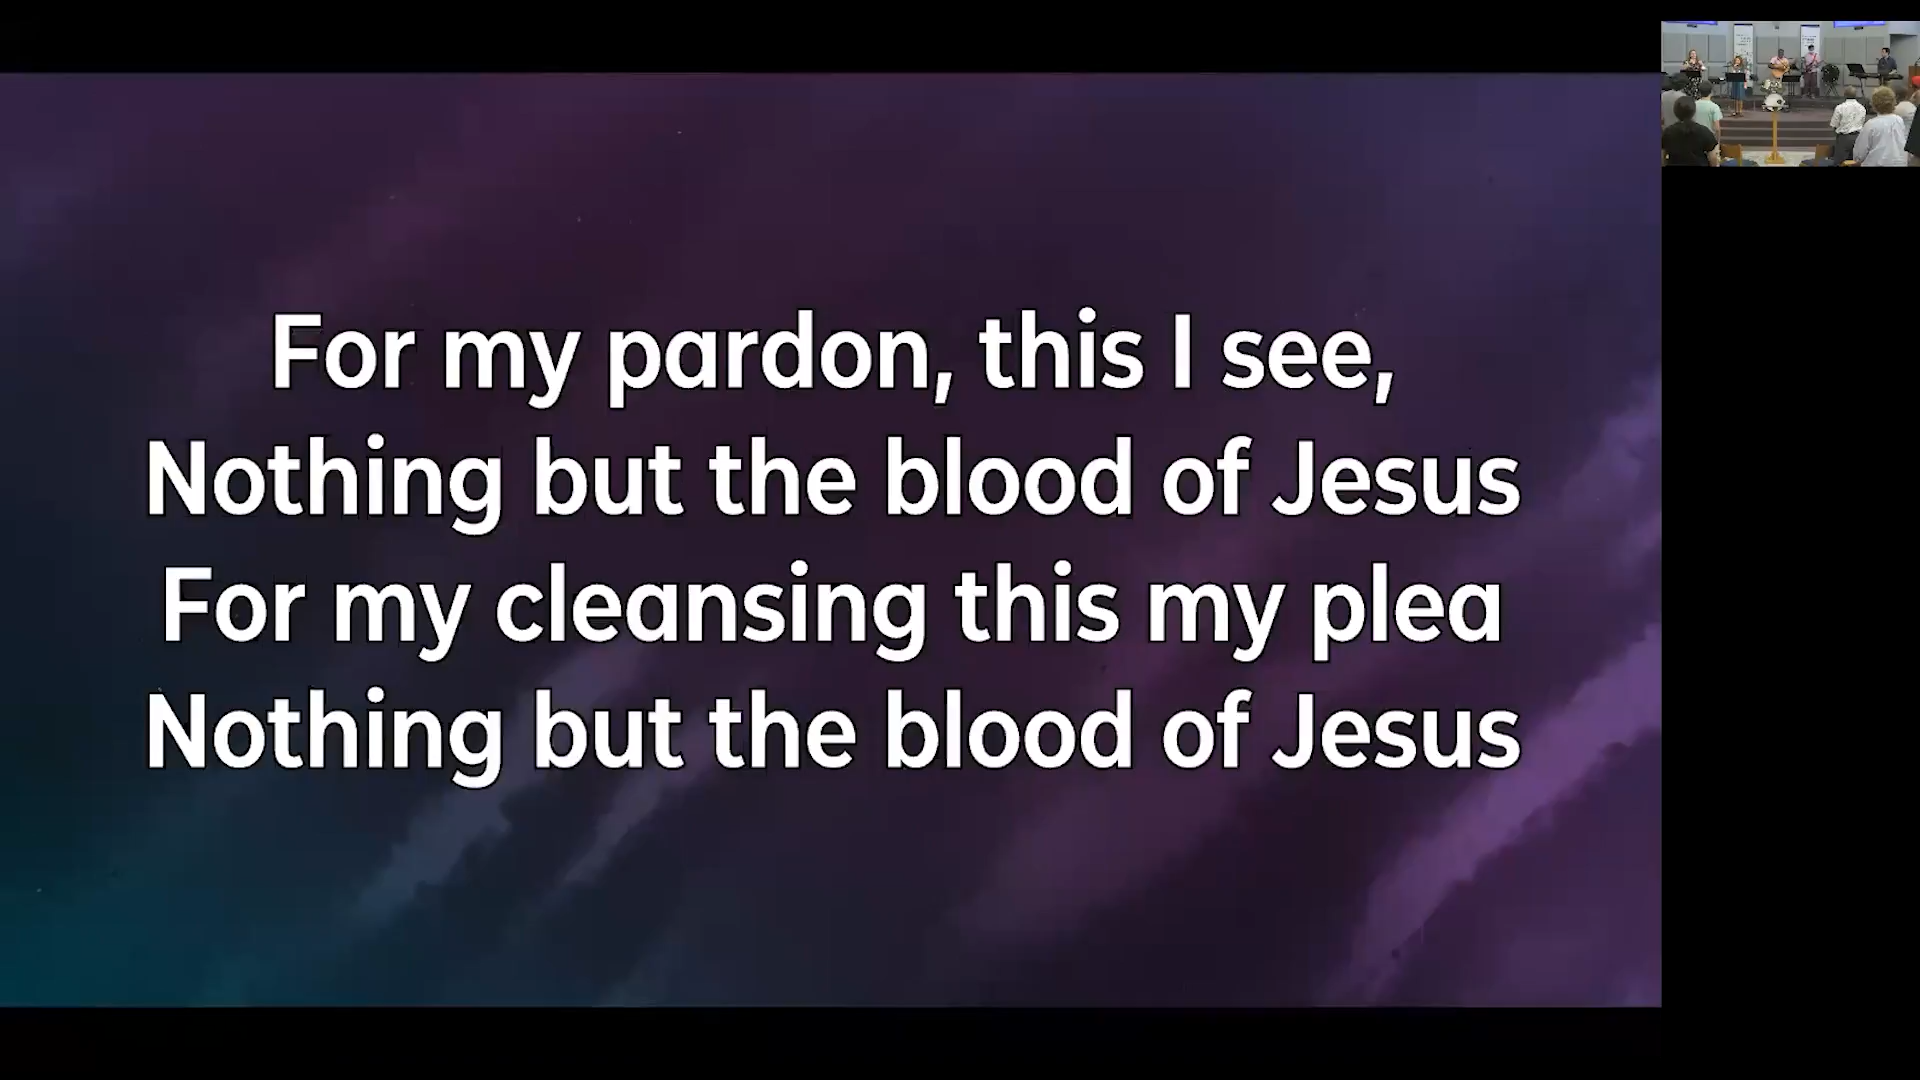 For my pardon, this I see,
Nothing but the blood of Jesus
For my cleansing this my plea
Nothing but the blood of Jesus